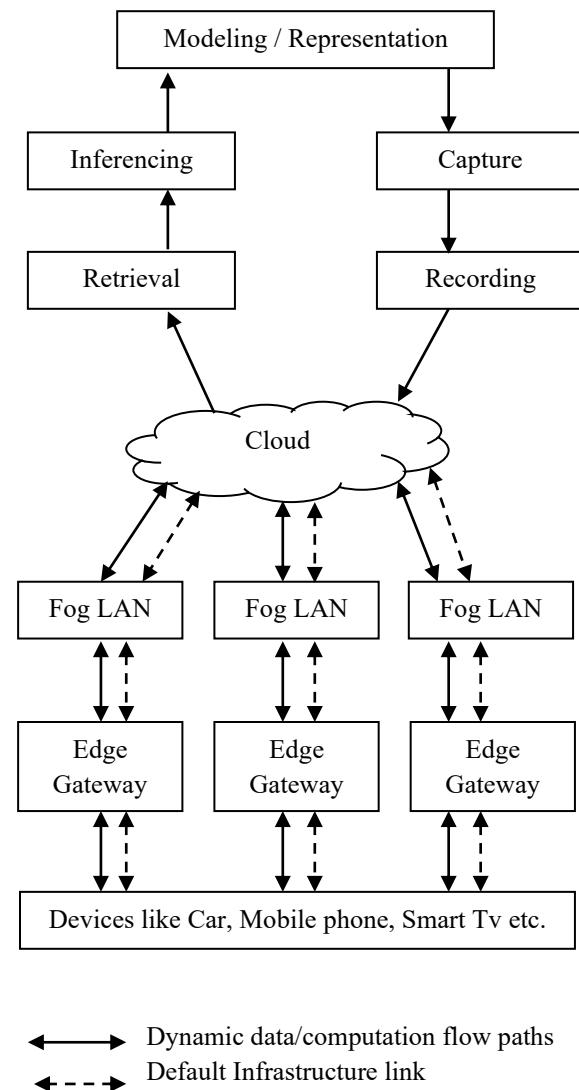 Modeling / Representation
Inferencing
Capture
Retrieval
Recording
Cloud
Fog LAN
Fog LAN
Fog LAN
Edge
Gateway
Edge
Gateway
Edge
Gateway
Devices like Car, Mobile phone, Smart Tv etc.
Dynamic data/computation flow paths
Default Infrastructure link